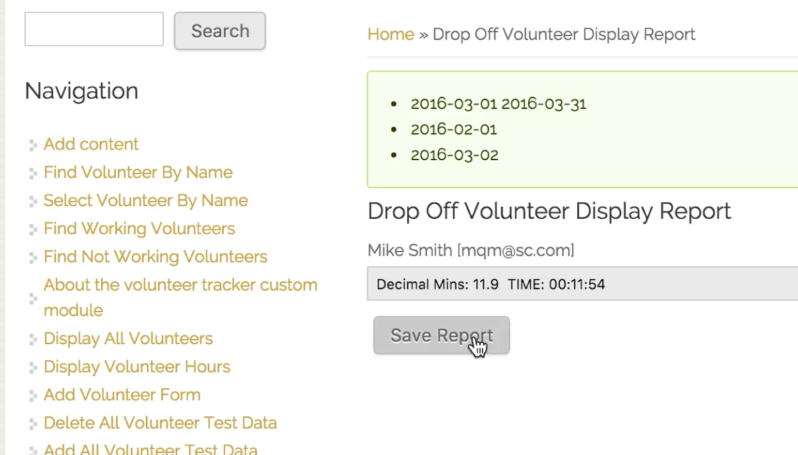 Search
Home » Drop Off Volunteer Display Report
Navigation
2016-03-01 2016-03-31
2016-02-01
2016-03-02
Add content
Find Volunteer By Name
Select Volunteer By Name
Find Working Volunteers
Find Not Working Volunteers
About the volunteer tracker custom
module
Display All Volunteers
Display Volunteer Hours
Add Volunteer Form
Delete All Volunteer Test Data
Add All Volunteer Test Data
Drop Off Volunteer Display Report
Mike Smith [mqm@sc.com]
Decimal Mins: 11.9 TIME: 00:11:54
Save Report